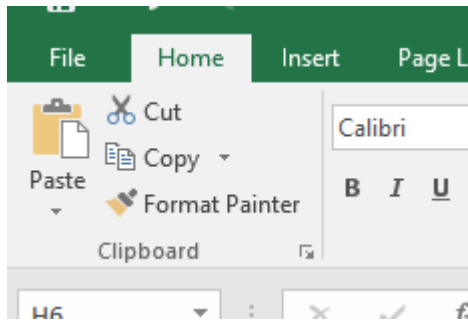 File Home Insert Page L
Cut
Calibri
Copy
Paste
B I U
Format Painter
Clipboard
H6